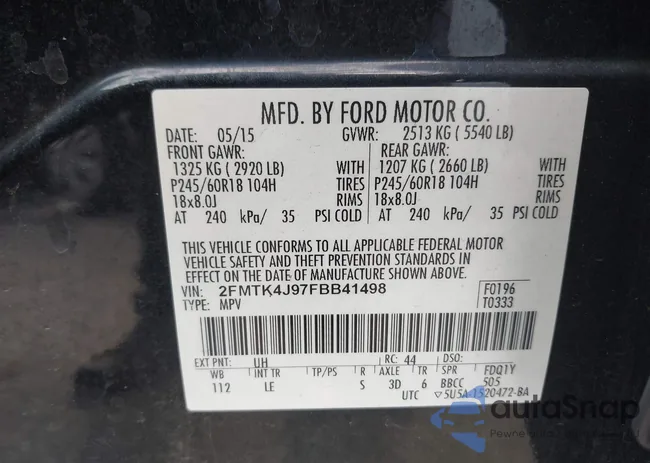 MFD. BY FORD MOTOR CO.
DATE: 05/15 GVWR: 2513 KG ( 5540 LB)
FRONT GAWR: REAR GAWR:
1325 KG ( 2920 LB) WITH 1207 KG ( 2660 LB) WITH
P245/60R18 104H TIRES P245/60R18 104H TIRES
18x8.0J RIMS 18x8.0J RIMS
AT 240 kPa/ 35 PSI COLD AT 240 kPa/ 35 PSI COLD
THIS VEHICLE CONFORMS TO ALL APPLICABLE FEDERAL MOTOR
VEHICLE SAFETY AND THEFT PREVENTION STANDARDS IN
EFFECT ON THE DATE OF MANUFACTURE SHOWN ABOVE.
VIN: 2FMTK4J97FBB41498 F0196
TYPE: MPV T0333
EXT PNT: UH RC: 44 DSO:
WB INT TR TP/PS R AXLE TR SPR FDQ1Y
112 LE S 3D 6 BBCC 505
UTC ▽5U5A-1520472-BA
autoSnap